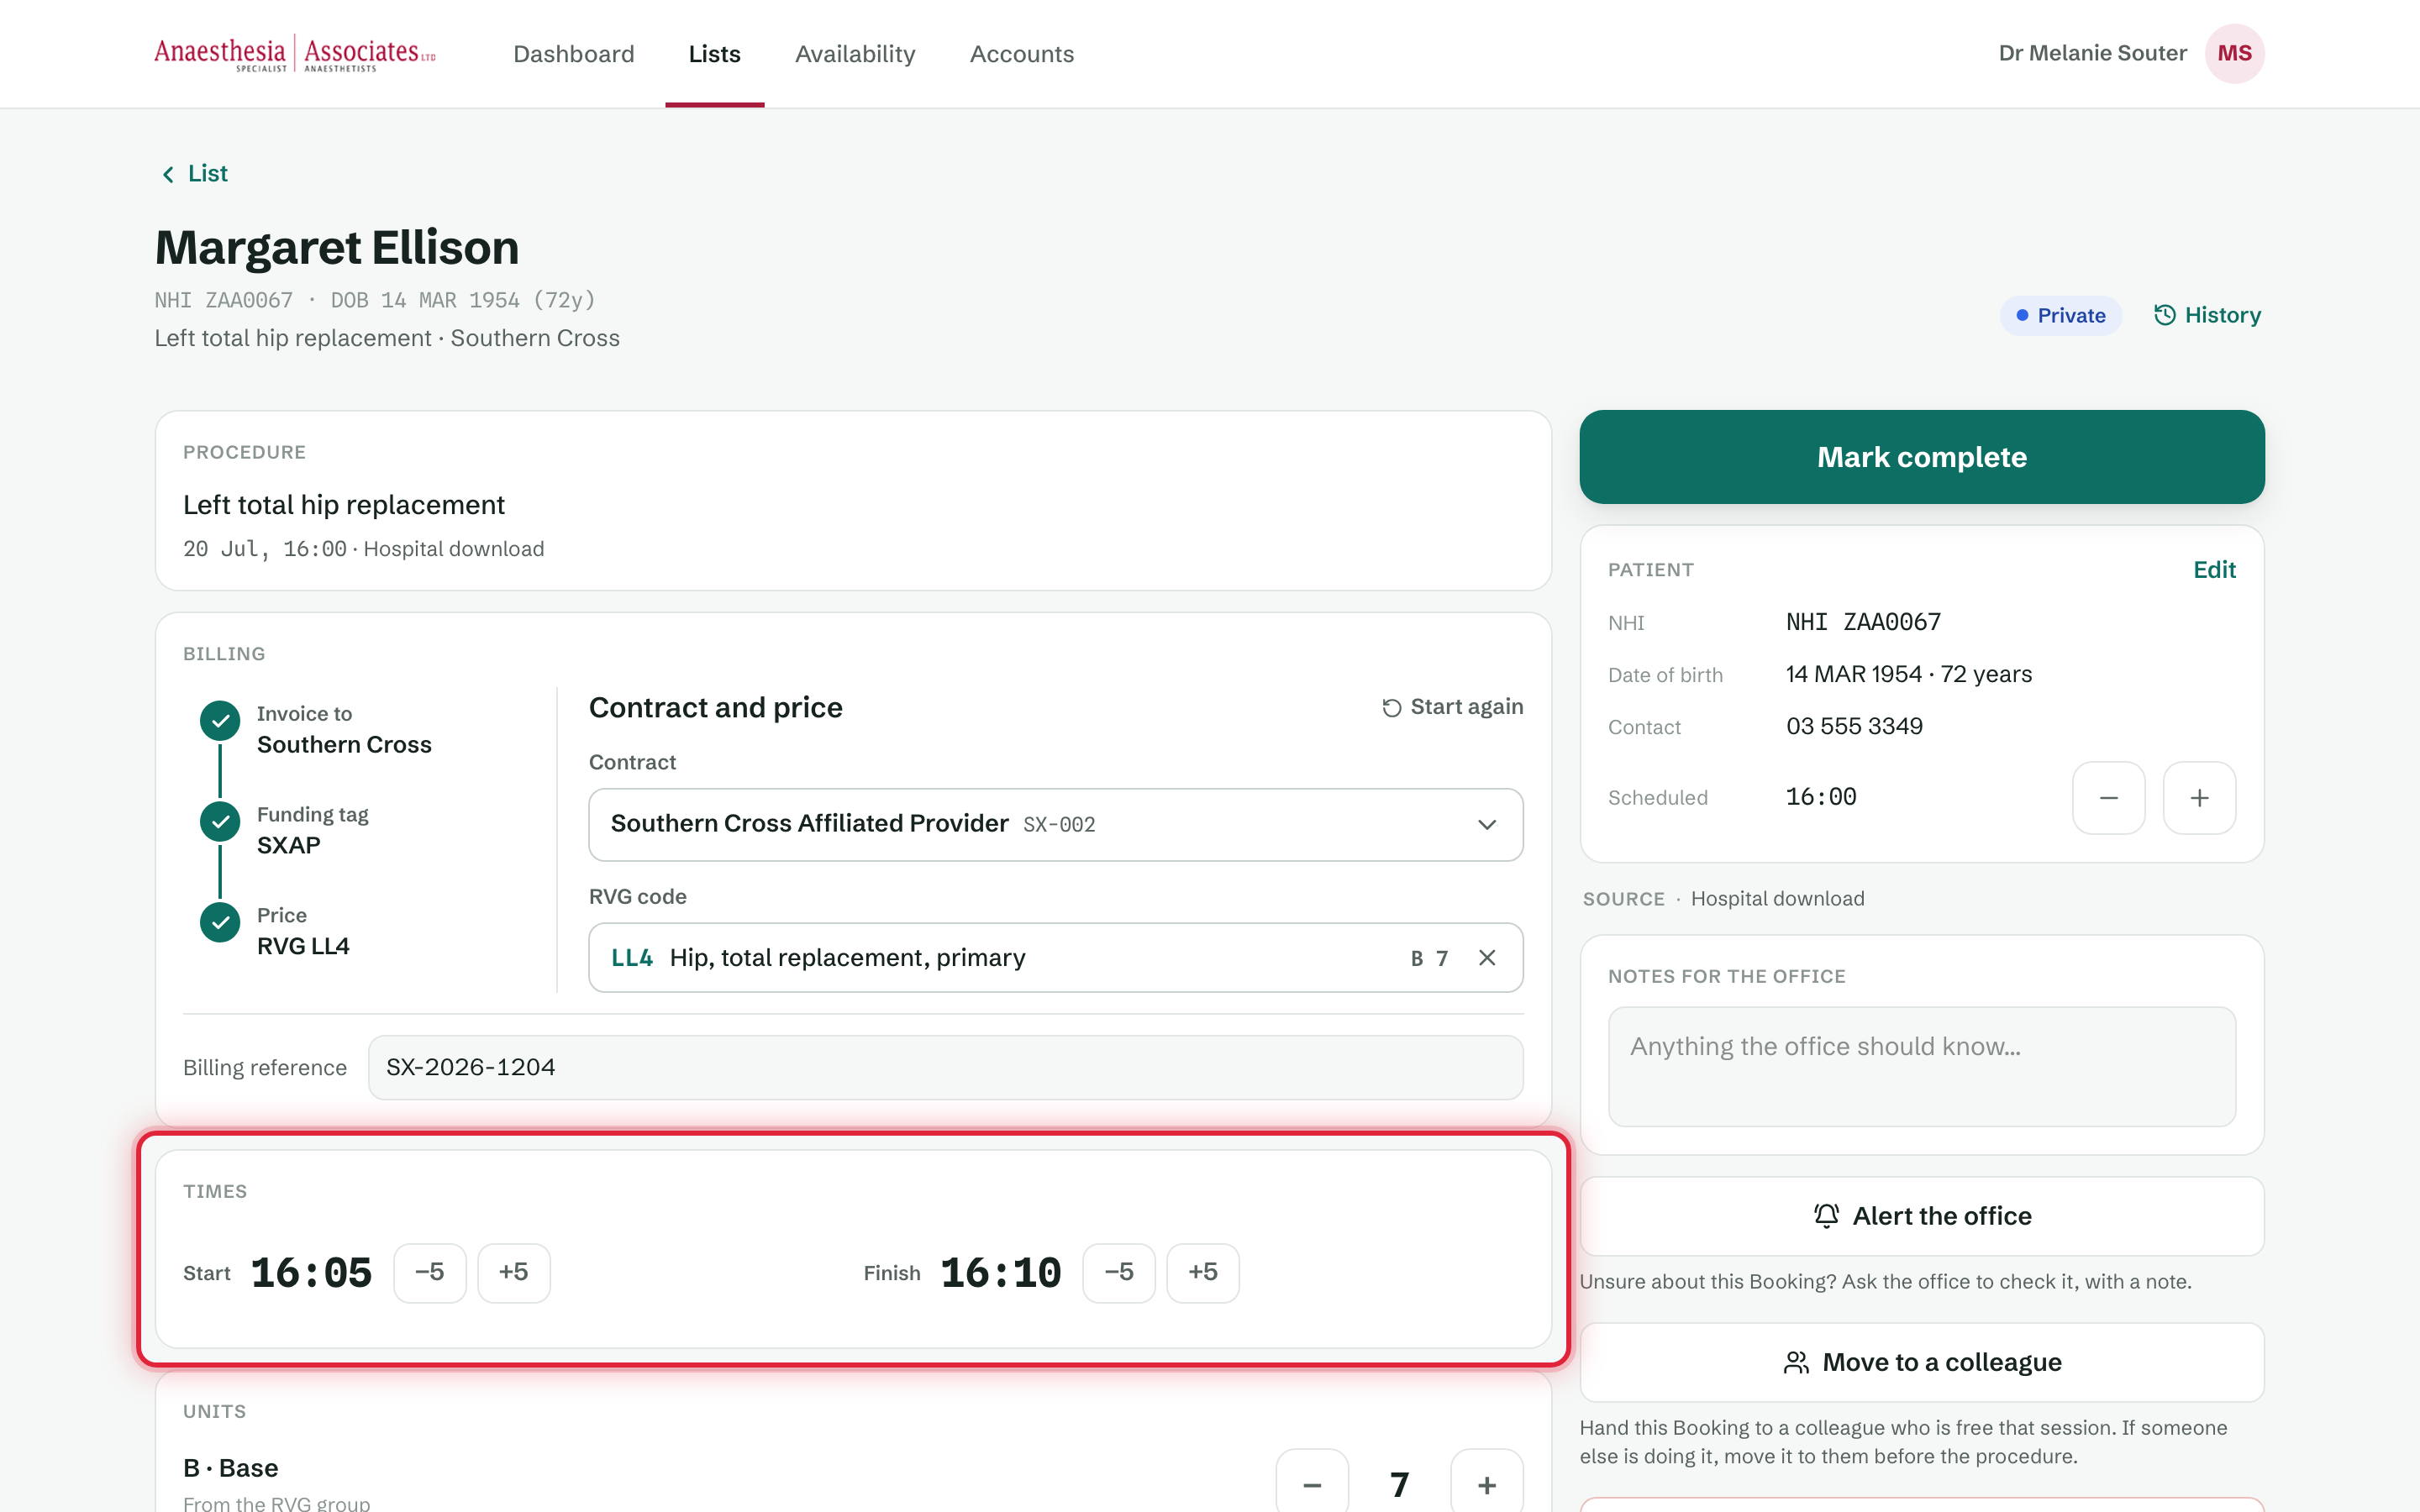 Anaesthesia Associates LTD
SPECIALIST ANAESTHETISTS
Dashboard
Lists
Availability
Accounts
Dr Melanie Souter
MS
List
Margaret Ellison
NHI ZAA0067 · DOB 14 MAR 1954 (72y)
Left total hip replacement · Southern Cross
Private
History
PROCEDURE
Left total hip replacement
20 Jul, 16:00 · Hospital download
BILLING
Invoice to
Southern Cross
Funding tag
SXAP
Price
RVG LL4
Contract and price
Start again
Contract
Southern Cross Affiliated Provider SX-002
RVG code
LL4 Hip, total replacement, primary B 7
Billing reference SX-2026-1204
TIMES
Start 16:05 −5 +5
Finish 16:10 −5 +5
UNITS
B · Base
From the RVG group
− 7 +
Mark complete
PATIENT
Edit
NHI NHI ZAA0067
Date of birth 14 MAR 1954 · 72 years
Contact 03 555 3349
Scheduled 16:00 − +
SOURCE · Hospital download
NOTES FOR THE OFFICE
Anything the office should know...
Alert the office
Unsure about this Booking? Ask the office to check it, with a note.
Move to a colleague
Hand this Booking to a colleague who is free that session. If someone
else is doing it, move it to them before the procedure.